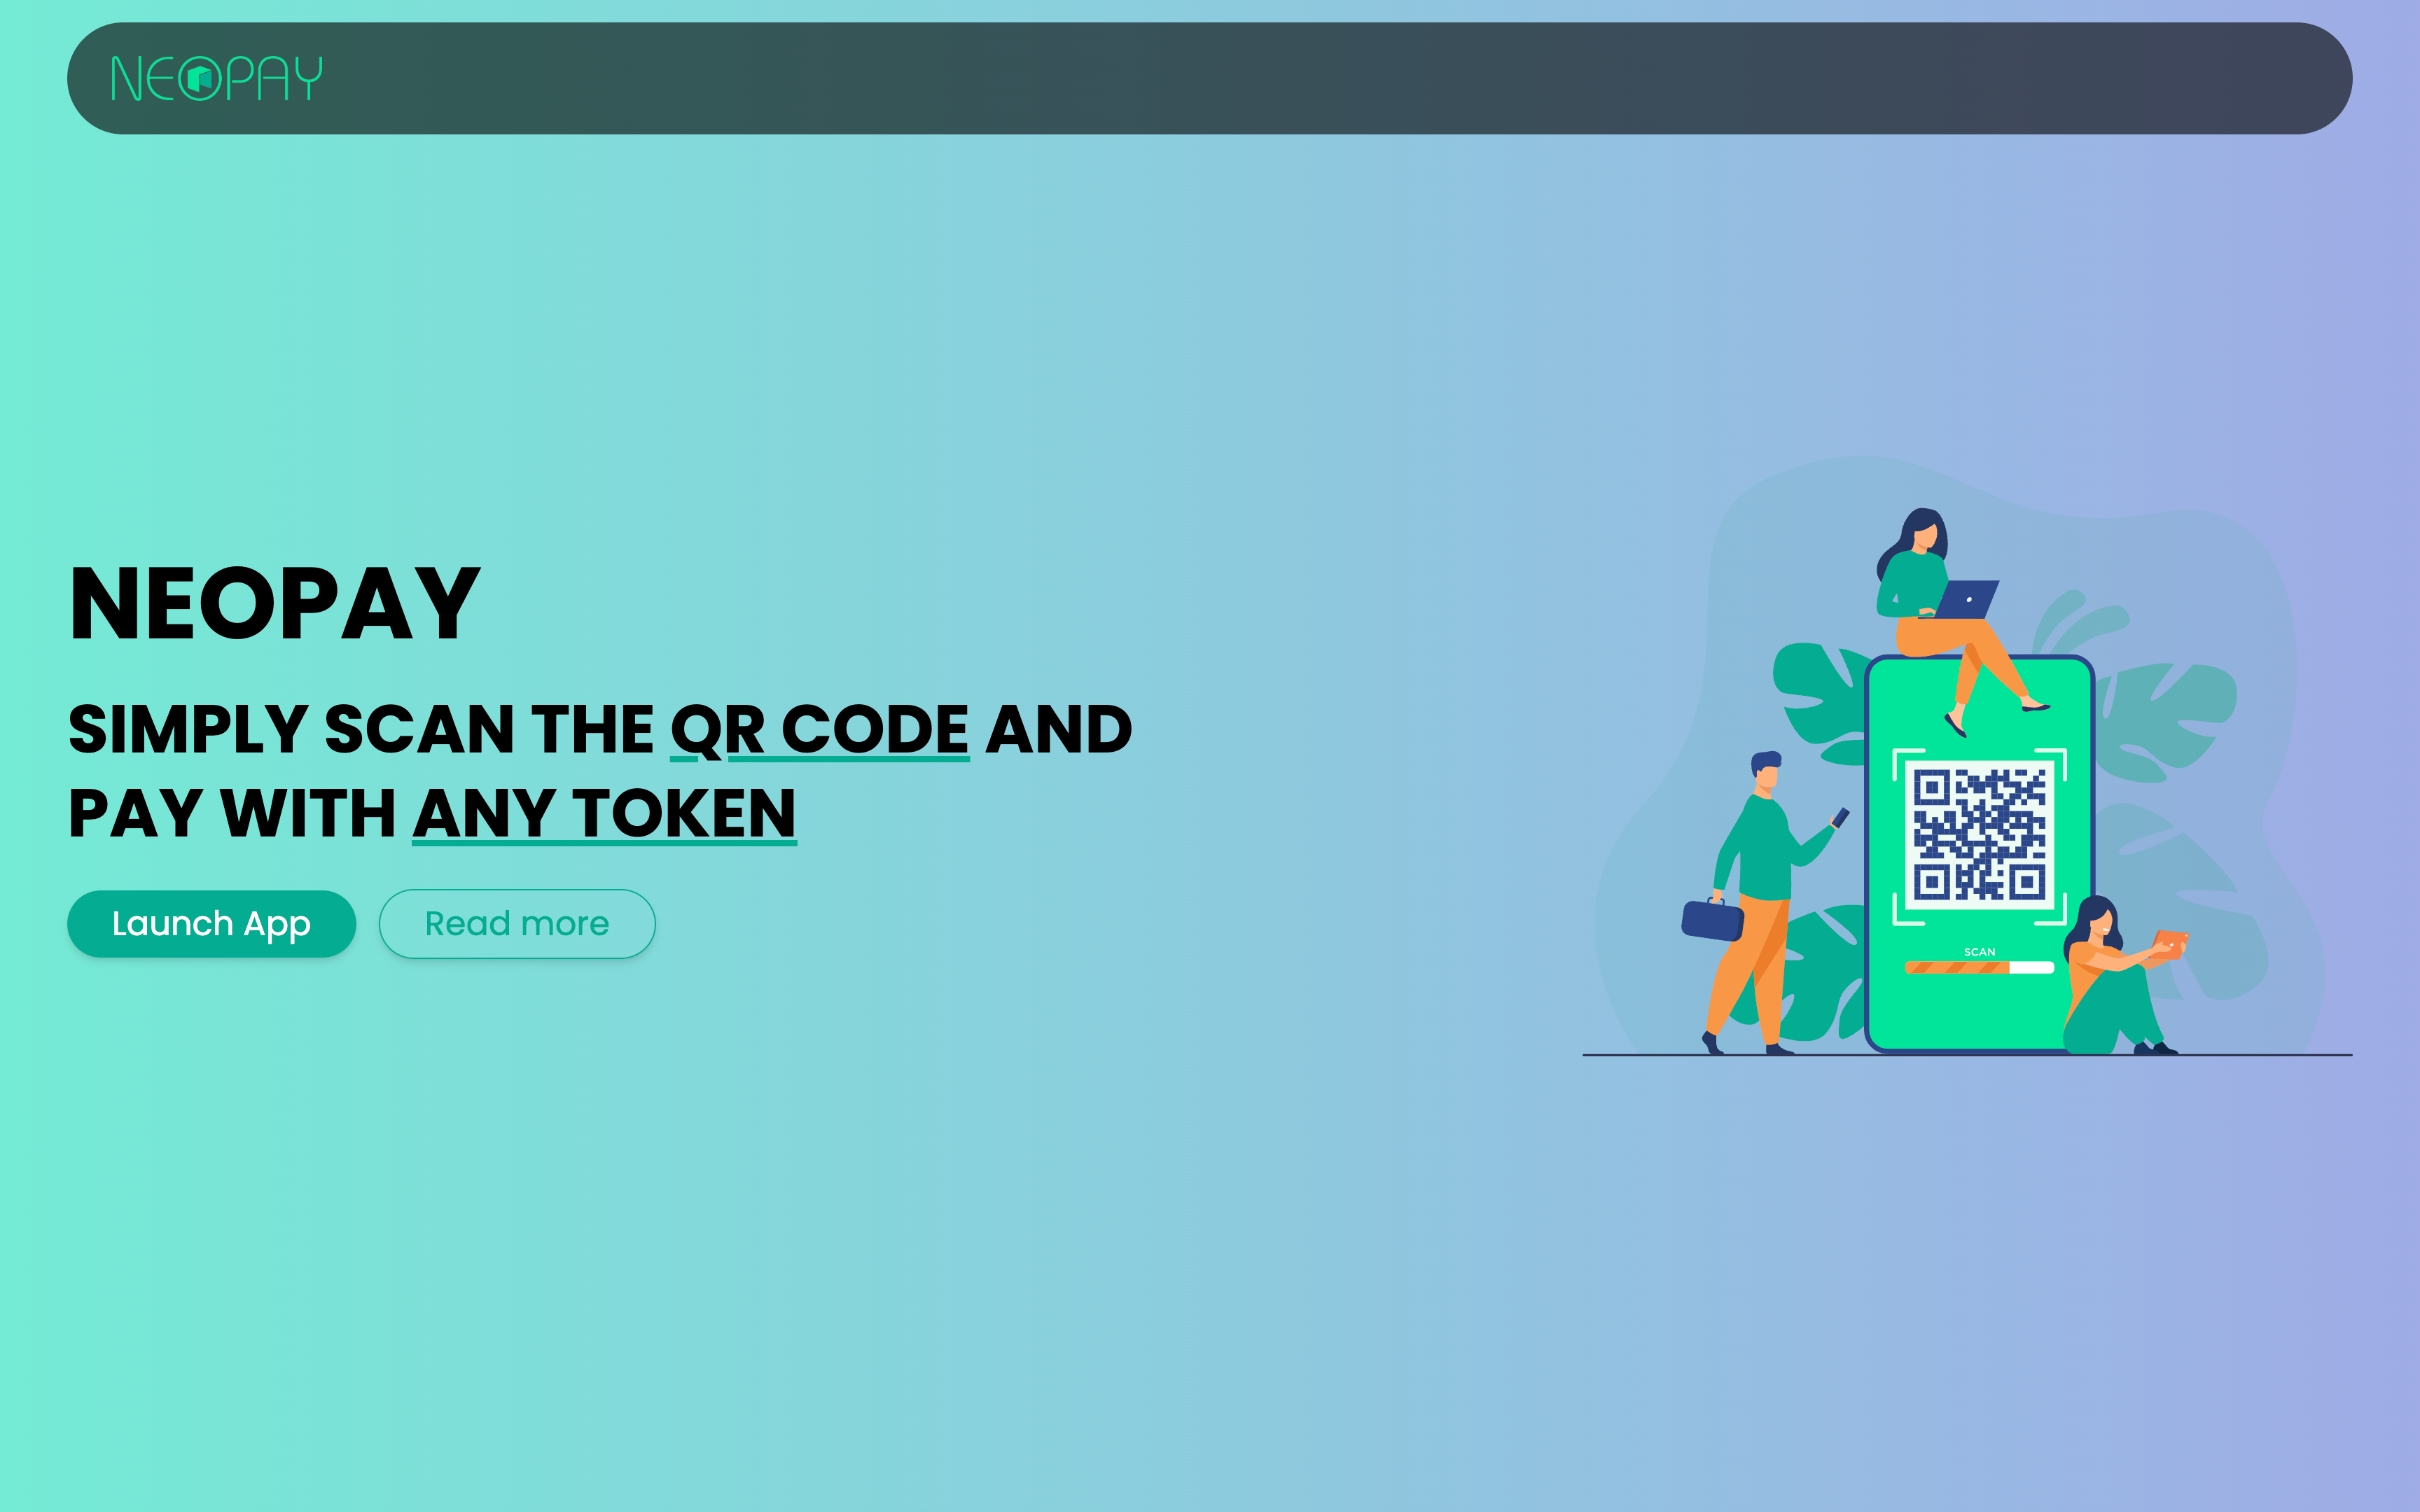 NEOPAY
NEOPAY
SIMPLY SCAN THE QR CODE AND
PAY WITH ANY TOKEN
Launch App
Read more
SCAN